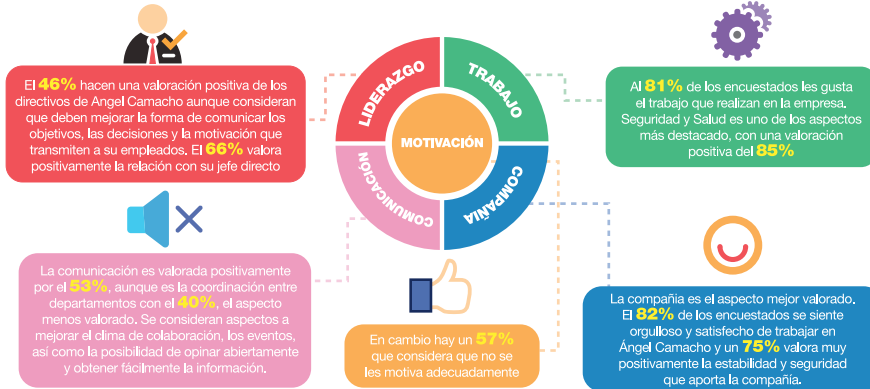 El 46% hacen una valoración positiva de los
directivos de Angel Camacho aunque consideran
que deben mejorar la forma de comunicar los
objetivos, las decisiones y la motivación que
transmiten a su empleados. El 66% valora
positivamente la relación con su jefe directo
LIDERAZGO
TRABAJO
MOTIVACIÓN
COMUNICACIÓN
COMPAÑIA
Al 81% de los encuestados les gusta
el trabajo que realizan en la empresa.
Seguridad y Salud es uno de los aspectos
más destacado, con una valoración
positiva del 85%
La comunicación es valorada positivamente
por el 53%, aunque es la coordinación entre
departamentos con el 40%, el aspecto
menos valorado. Se consideran aspectos a
mejorar el clima de colaboración, los eventos,
así como la posibilidad de opinar abiertamente
y obtener fácilmente la información.
En cambio hay un 57%
que considera que no se
les motiva adecuadamente
La compañia es el aspecto mejor valorado.
El 82% de los encuestados se siente
orgulloso y satisfecho de trabajar en
Ángel Camacho y un 75% valora muy
positivamente la estabilidad y seguridad
que aporta la compañía.